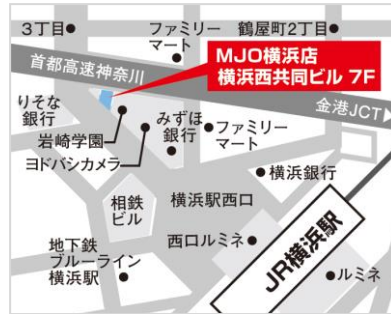 3丁目
ファミリー
マート
鶴屋町2丁目
MJO横浜店
横浜西共同ビル 7F
首都高速神奈川
金港JCT
りそな
銀行
岩崎学園
ヨドバシカメラ
みずほ
銀行
ファミリー
マート
横浜銀行
相鉄
ビル
横浜駅西口
西口ルミネ
地下鉄
ブルーライン
横浜駅
JR横浜駅
ルミネ